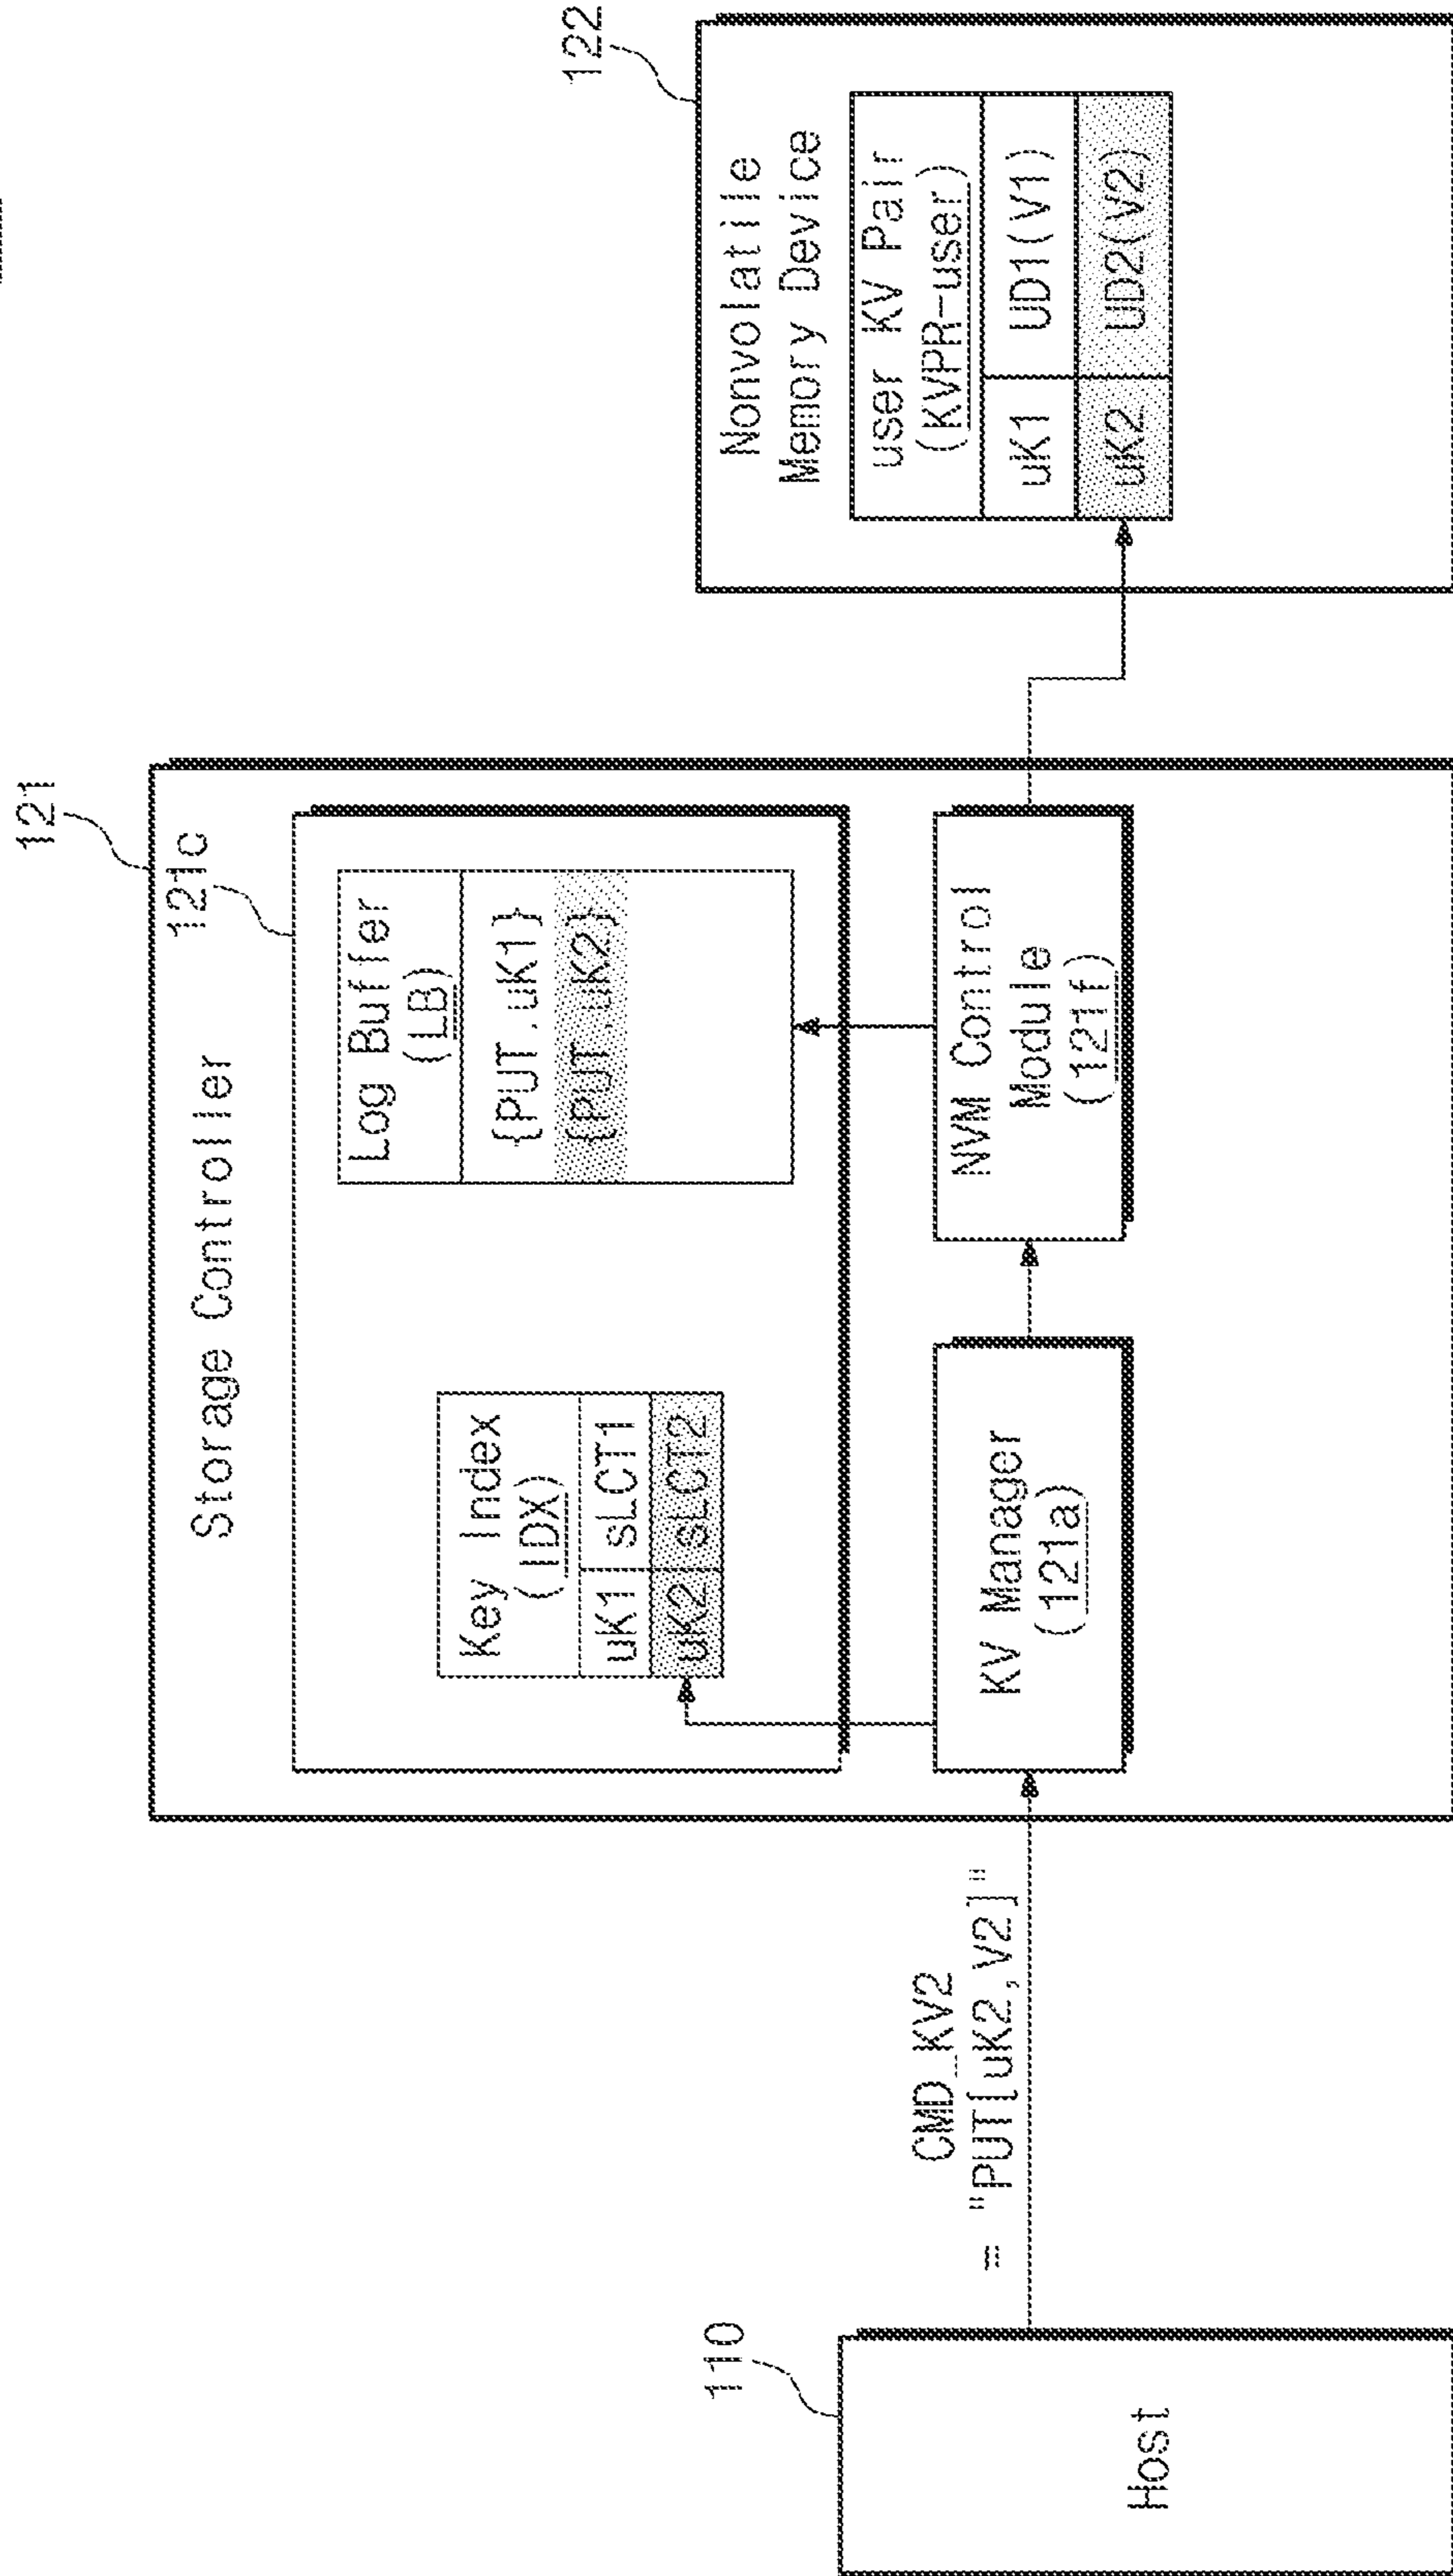 110
Host
CMD_KV2
= "PUT[uK2,V2]"
121
Storage Controller
121c
Key Index
(IDX)
uK1 sLCT1
uK2 sLCT2
Log Buffer
(LB)
{PUT.uK1}
{PUT.uK2}
KV Manager
(121a)
NVM Control
Module
(121f)
122
Nonvolatile
Memory Device
user KV Pair
(KVPR-user)
uK1 UD1(V1)
uK2 UD2(V2)